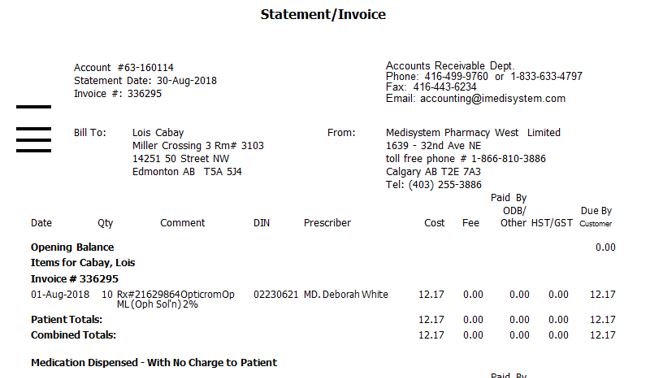 Statement/Invoice
Account #63-160114
Statement Date: 30-Aug-2018
Invoice #: 336295
Accounts Receivable Dept.
Phone: 416-499-9760 or 1-833-633-4797
Fax: 416-443-6234
Email: accounting@imedisystem.com
Bill To: Lois Cabay
Miller Crossing 3 Rm# 3103
14251 50 Street NW
Edmonton AB T5A 5J4
From: Medisystem Pharmacy West Limited
1639 - 32nd Ave NE
toll free phone # 1-866-810-3886
Calgary AB T2E 7A3
Tel: (403) 255-3886
Paid By
ODB/ Due By
Date Qty Comment DIN Prescriber Cost Fee Other HST/GST Customer
Opening Balance 0.00
Items for Cabay, Lois
Invoice # 336295
01-Aug-2018 10 Rx#21629864OpticromOp 02230621 MD. Deborah White 12.17 0.00 0.00 0.00 12.17
ML (Oph Sol'n) 2%
Patient Totals: 12.17 0.00 0.00 0.00 12.17
Combined Totals: 12.17 0.00 0.00 0.00 12.17
Medication Dispensed - With No Charge to Patient
Paid By